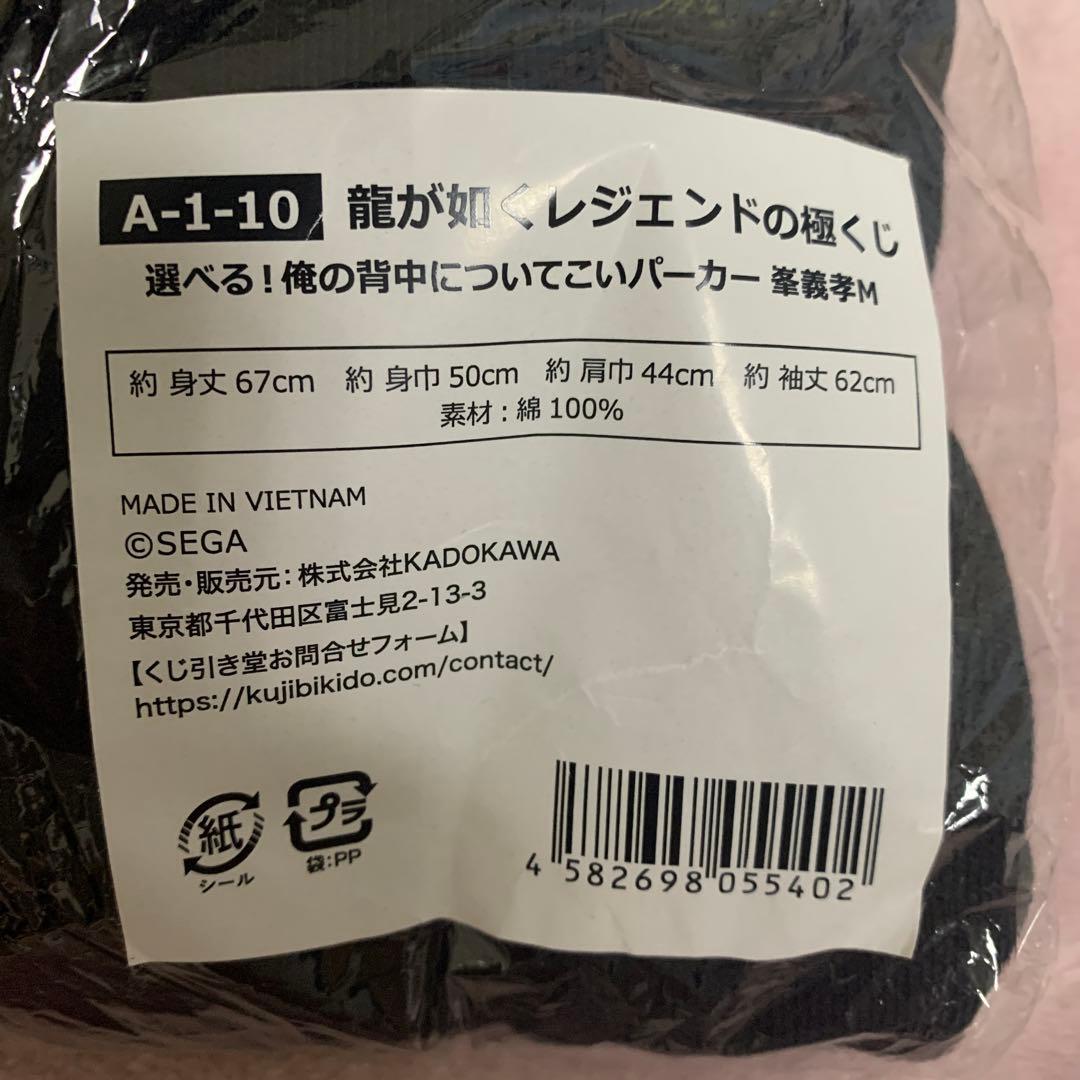 A-1-10 龍が如くレジェンドの極くじ
選べる！俺の背中についてこいパーカー 峯義孝M
約 身丈 67cm 約 身巾 50cm 約 肩巾 44cm 約 袖丈 62cm
素材：綿 100%
MADE IN VIETNAM
©SEGA
発売・販売元：株式会社KADOKAWA
東京都千代田区富士見2-13-3
【くじ引き堂お問合せフォーム】
https://kujibikido.com/contact/
紙
シール
プラ
袋:PP
4 582698 055402